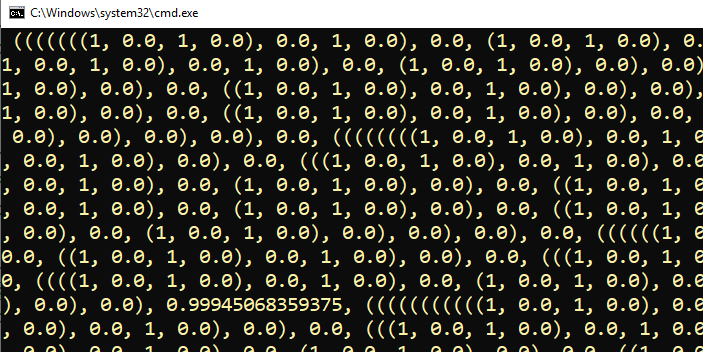 C:\Windows\system32\cmd.exe
(((((((1, 0.0, 1, 0.0), 0.0, 1, 0.0), 0.0, (1, 0.0, 1, 0.0), 0.
1, 0.0, 1, 0.0), 0.0, 1, 0.0), 0.0, (1, 0.0, 1, 0.0), 0.0), 0.0)
1, 0.0), 0.0), 0.0, ((1, 0.0, 1, 0.0), 0.0, 1, 0.0), 0.0), 0.0),
1, 0.0), 0.0), 0.0, ((1, 0.0, 1, 0.0), 0.0, 1, 0.0), 0.0), 0.0,
0.0), 0.0), 0.0), 0.0), 0.0, ((((((((1, 0.0, 1, 0.0), 0.0, 1, 0
, 0.0, 1, 0.0), 0.0), 0.0, (((1, 0.0, 1, 0.0), 0.0, 1, 0.0), 0.0
, 0.0, 1, 0.0), 0.0, (1, 0.0, 1, 0.0), 0.0), 0.0, ((1, 0.0, 1, 0
, 0.0, 1, 0.0), 0.0, (1, 0.0, 1, 0.0), 0.0), 0.0, ((1, 0.0, 1, 0
, 0.0), 0.0, (1, 0.0, 1, 0.0), 0.0), 0.0), 0.0, ((((((1, 0.0, 1
0.0, ((1, 0.0, 1, 0.0), 0.0, 1, 0.0), 0.0), 0.0, (((1, 0.0, 1, 0
, 0.0, ((((1, 0.0, 1, 0.0), 0.0, 1, 0.0), 0.0, (1, 0.0, 1, 0.0)
), 0.0), 0.0), 0.99945068359375, (((((((((((1, 0.0, 1, 0.0), 0.0
, 0.0), 0.0, 1, 0.0), 0.0), 0.0, (((1, 0.0, 1, 0.0), 0.0, 1, 0.0